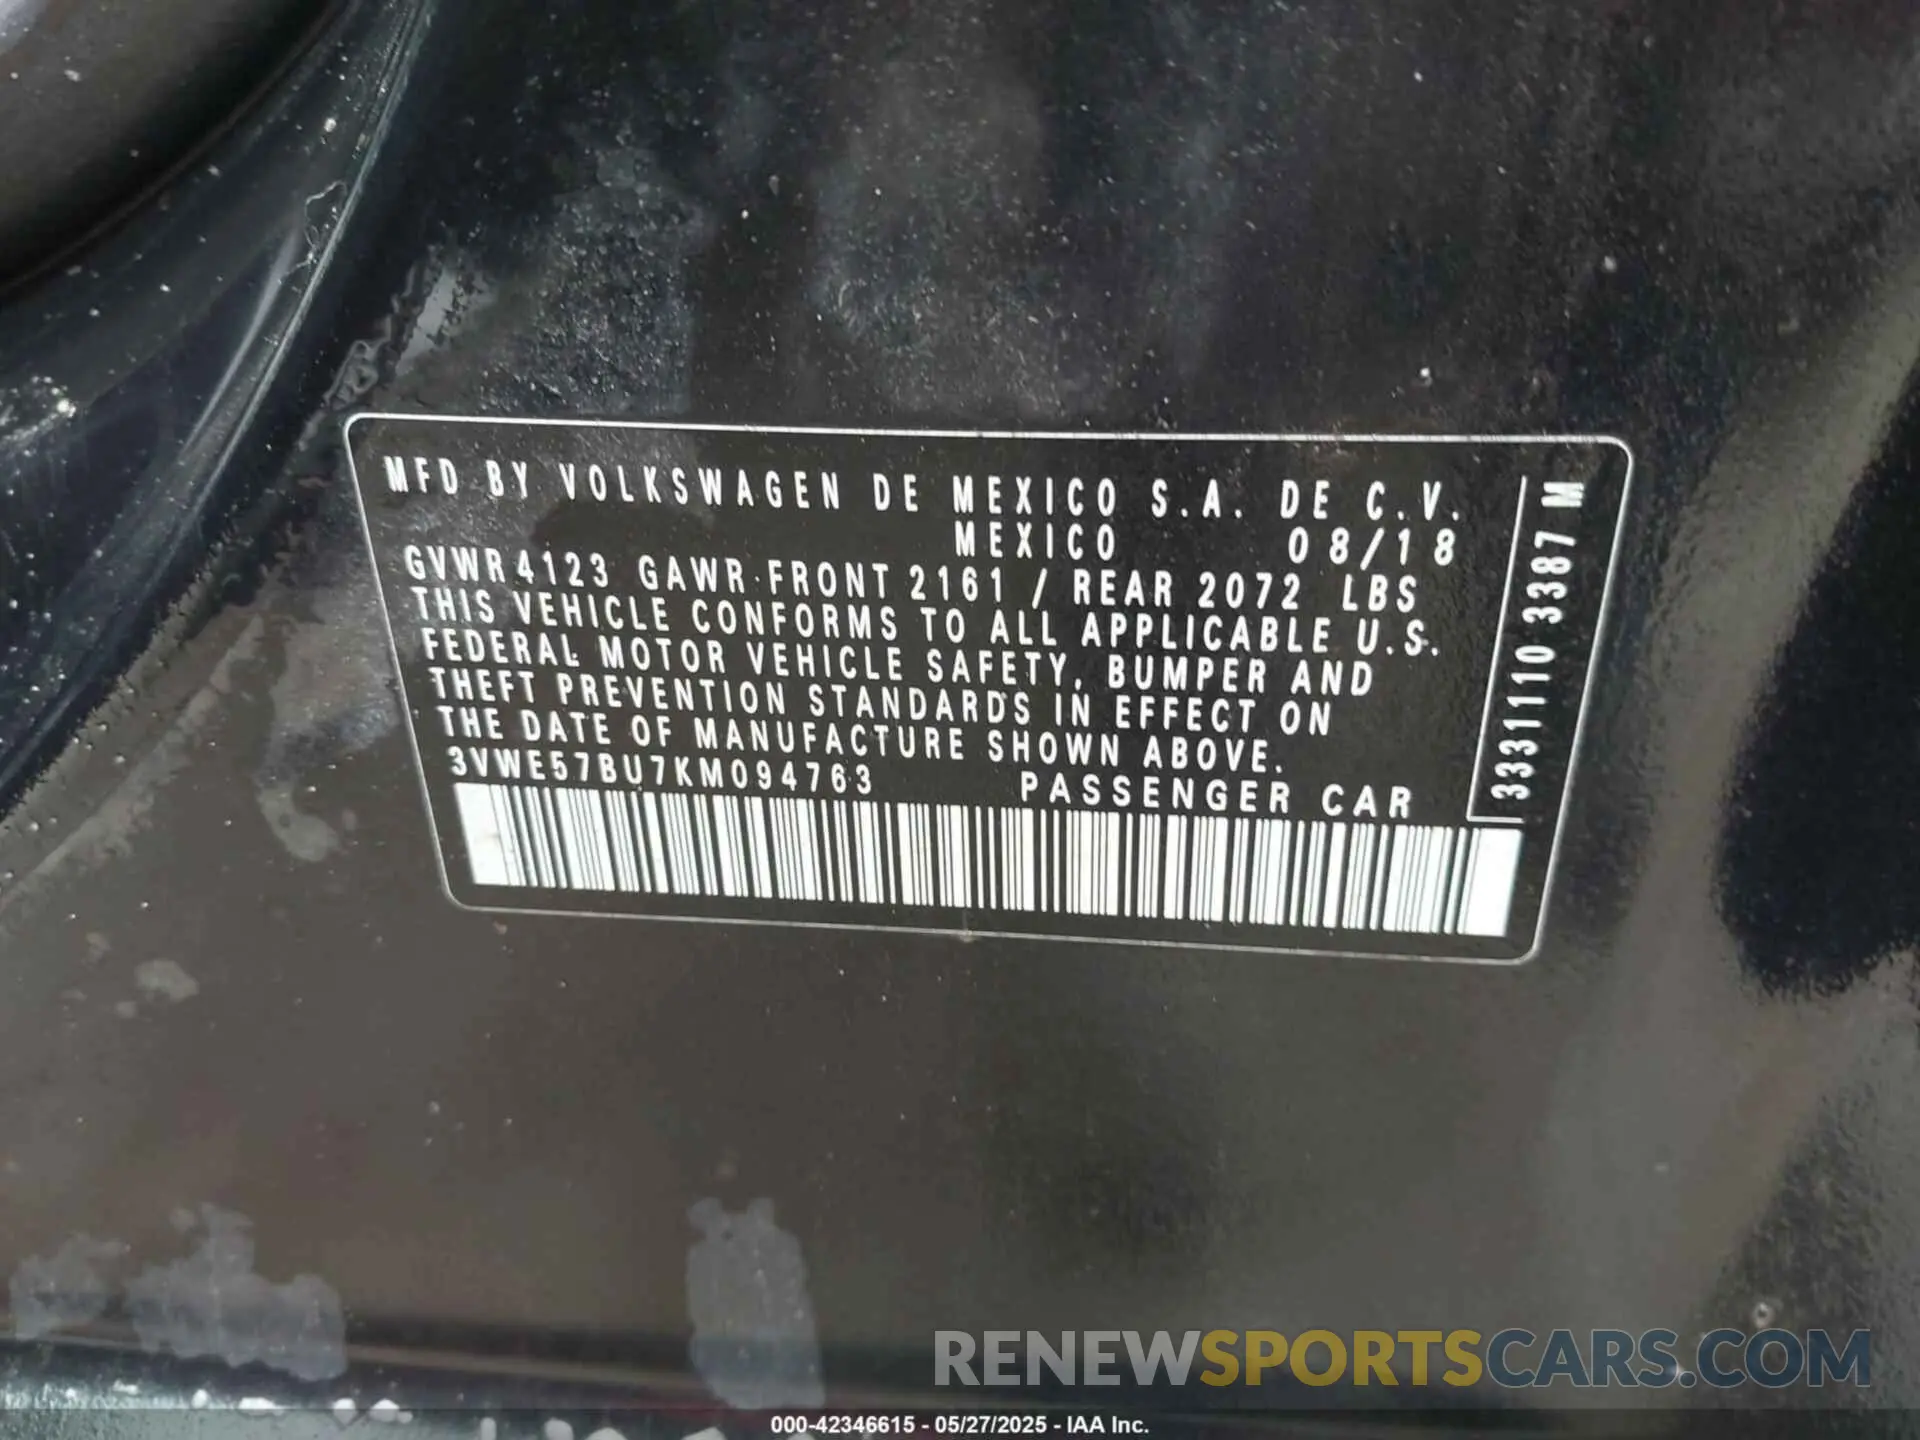 MFD BY VOLKSWAGEN DE MEXICO S.A. DE C.V.
MEXICO 08/18
GVWR 4123 GAWR FRONT 2161 / REAR 2072 LBS
THIS VEHICLE CONFORMS TO ALL APPLICABLE U.S.
FEDERAL MOTOR VEHICLE SAFETY, BUMPER AND
THEFT PREVENTION STANDARDS IN EFFECT ON
THE DATE OF MANUFACTURE SHOWN ABOVE.
3VWE57BU7KM094763 PASSENGER CAR
3331110 3387 M
RENEWSPORTSCARS.COM
000-42346615 - 05/27/2025 - IAA Inc.